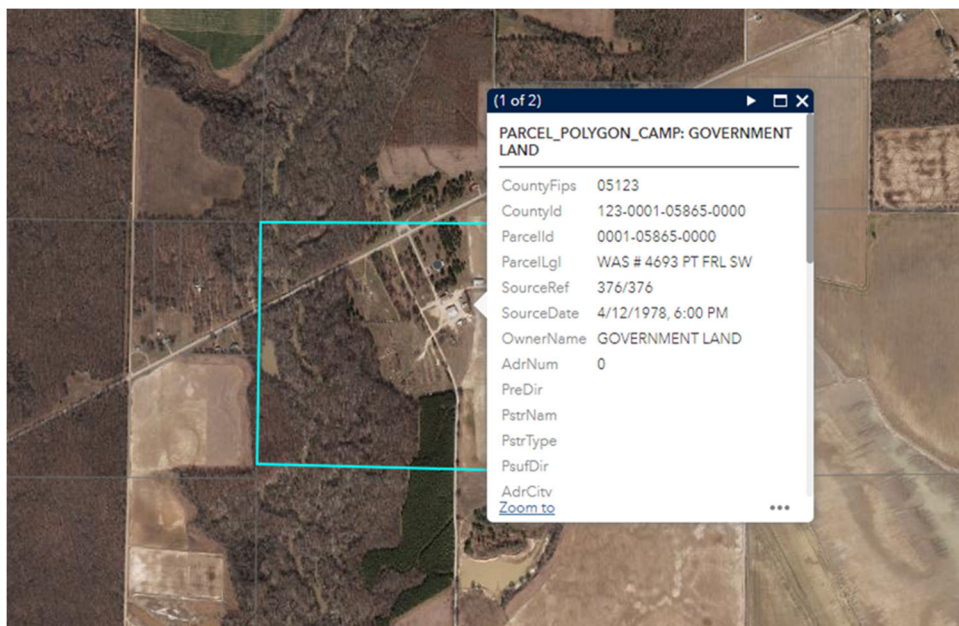 (1 of 2)
PARCEL_POLYGON_CAMP: GOVERNMENT
LAND
CountyFips 05123
CountyId 123-0001-05865-0000
ParcelId 0001-05865-0000
ParcelLgl WAS # 4693 PT FRL SW
SourceRef 376/376
SourceDate 4/12/1978, 6:00 PM
OwnerName GOVERNMENT LAND
AdrNum 0
PreDir
PstrNam
PstrType
PsufDir
AdrCity
Zoom to